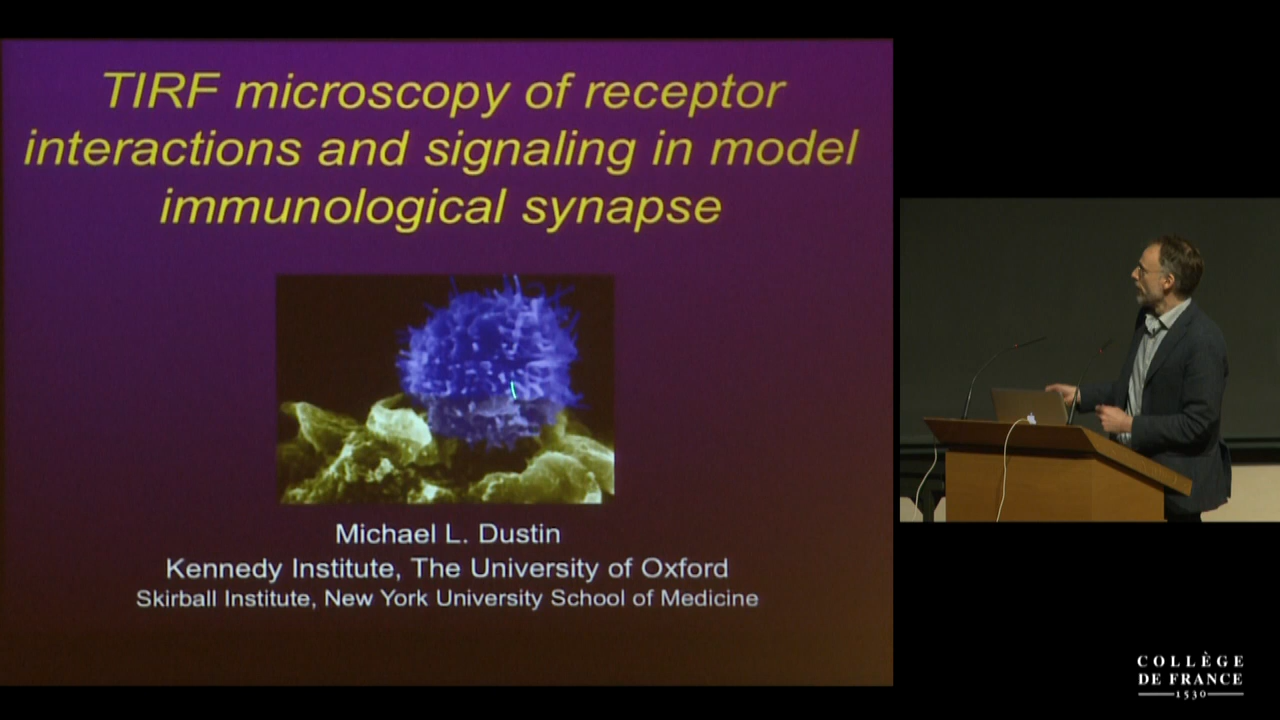 TIRF microscopy of receptor
interactions and signaling in model
immunological synapse
Michael L. Dustin
Kennedy Institute, The University of Oxford
Skirball Institute, New York University School of Medicine
COLLÈGE
DE FRANCE
1530